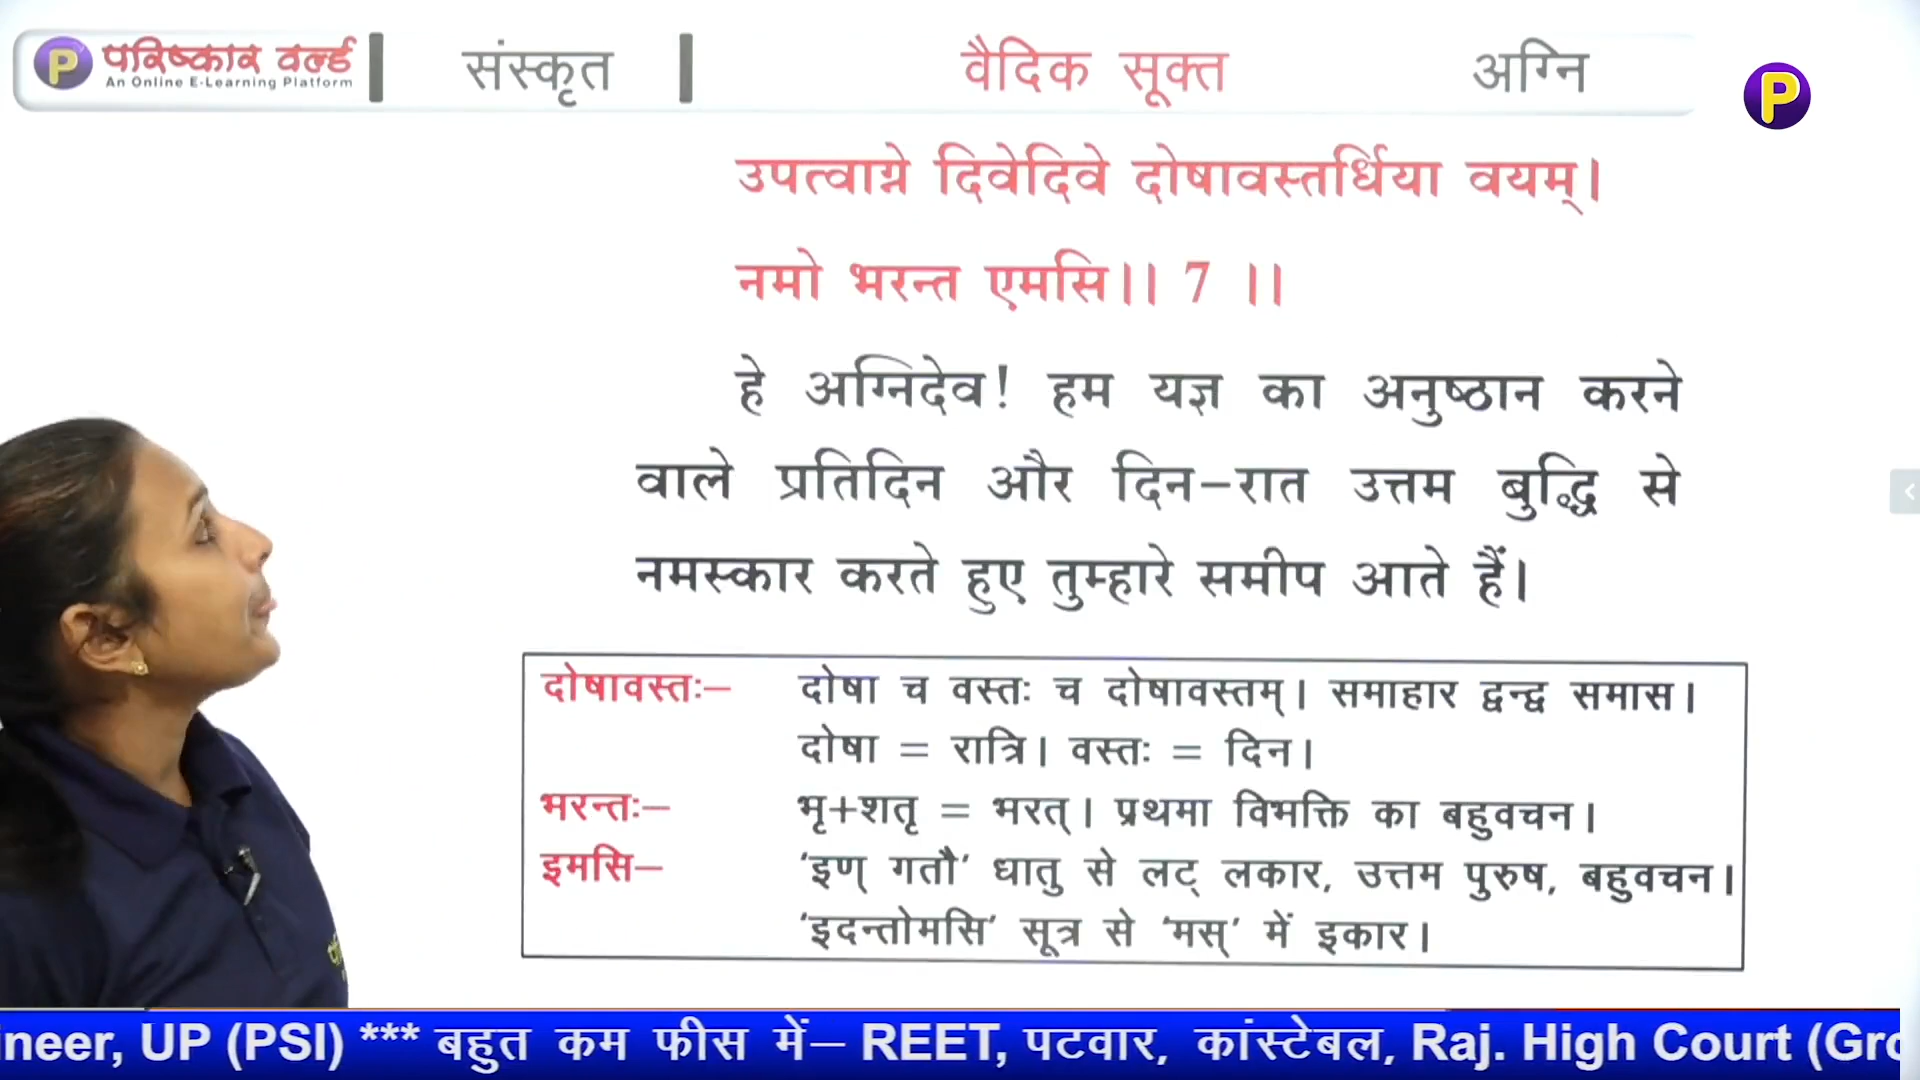 परिष्कार वर्ल्ड
An Online E-Learning Platform
संस्कृत
वैदिक सूक्त
अग्नि
उपत्वाग्ने दिवेदिवे दोषावस्तर्धिया वयम्।
नमो भरन्त एमसि।। 7 ।।
हे अग्निदेव! हम यज्ञ का अनुष्ठान करने
वाले प्रतिदिन और दिन–रात उत्तम बुद्धि से
नमस्कार करते हुए तुम्हारे समीप आते हैं।
दोषावस्तः– दोषा च वस्तः च दोषावस्तम्। समाहार द्वन्द्व समास।
दोषा = रात्रि। वस्तः = दिन।
भरन्तः– भृ+शतृ = भरत्। प्रथमा विभक्ति का बहुवचन।
इमसि– 'इण् गतौ' धातु से लट् लकार, उत्तम पुरुष, बहुवचन।
'इदन्तोमसि' सूत्र से 'मस्' में इकार।
ineer, UP (PSI) *** बहुत कम फीस में– REET, पटवार, कांस्टेबल, Raj. High Court (Gro